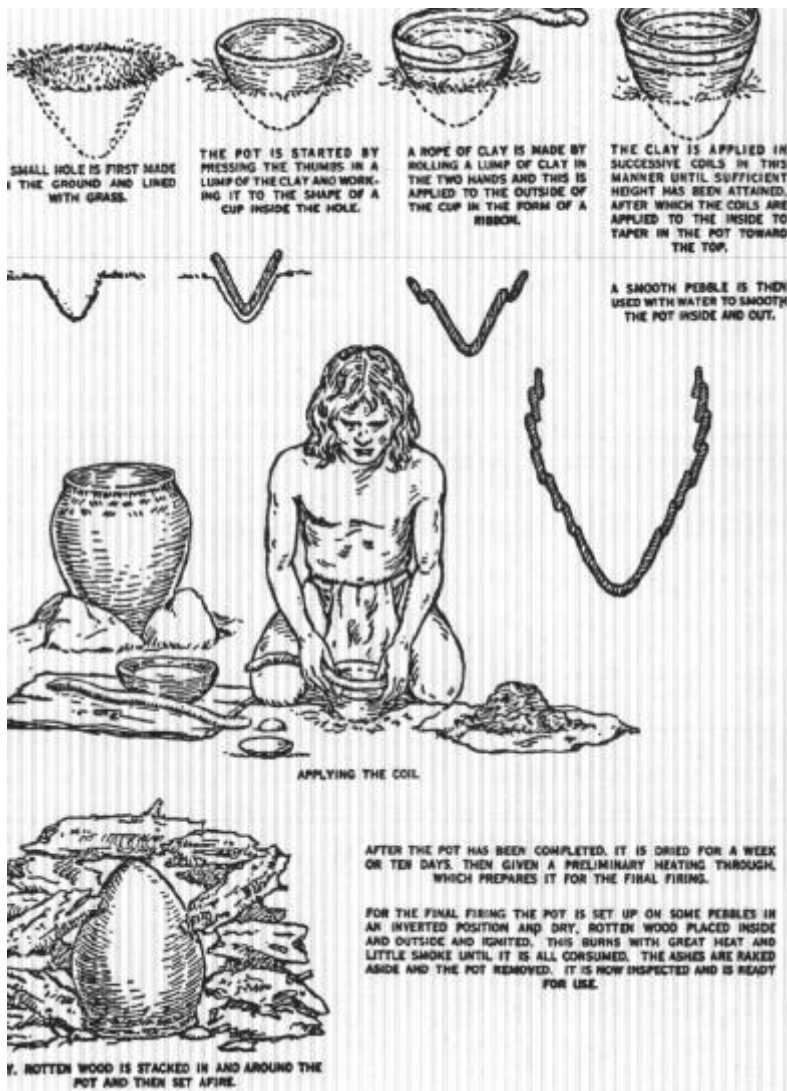 SMALL HOLE IS FIRST MADE
THE GROUND AND LINED
WITH GRASS.
THE POT IS STARTED BY
PRESSING THE THUMBS IN A
LUMP OF THE CLAY AND WORK-
ING IT TO THE SHAPE OF A
CUP INSIDE THE HOLE.
A ROPE OF CLAY IS MADE BY
ROLLING A LUMP OF CLAY IN
THE TWO HANDS AND THIS IS
APPLIED TO THE OUTSIDE OF
THE CUP IN THE FORM OF A
RIBBON.
THE CLAY IS APPLIED IN
SUCCESSIVE COILS IN THIS
MANNER UNTIL SUFFICIENT
HEIGHT HAS BEEN ATTAINED,
AFTER WHICH THE COILS ARE
APPLIED TO THE INSIDE TO
TAPER IN THE POT TOWARD
THE TOP.
A SMOOTH PEBBLE IS THEN
USED WITH WATER TO SMOOTH
THE POT INSIDE AND OUT.
APPLYING THE COIL
AFTER THE POT HAS BEEN COMPLETED, IT IS DRIED FOR A WEEK
OR TEN DAYS, THEN GIVEN A PRELIMINARY HEATING THROUGH,
WHICH PREPARES IT FOR THE FINAL FIRING.
FOR THE FINAL FIRING THE POT IS SET UP ON SOME PEBBLES IN
AN INVERTED POSITION AND DRY, ROTTEN WOOD PLACED INSIDE
AND OUTSIDE AND IGNITED. THIS BURNS WITH GREAT HEAT AND
LITTLE SMOKE UNTIL IT IS ALL CONSUMED. THE ASHES ARE RAKED
ASIDE AND THE POT REMOVED. IT IS NOW INSPECTED AND IS READY
FOR USE.
Y, ROTTEN WOOD IS STACKED IN AND AROUND THE
POT AND THEN SET AFIRE.